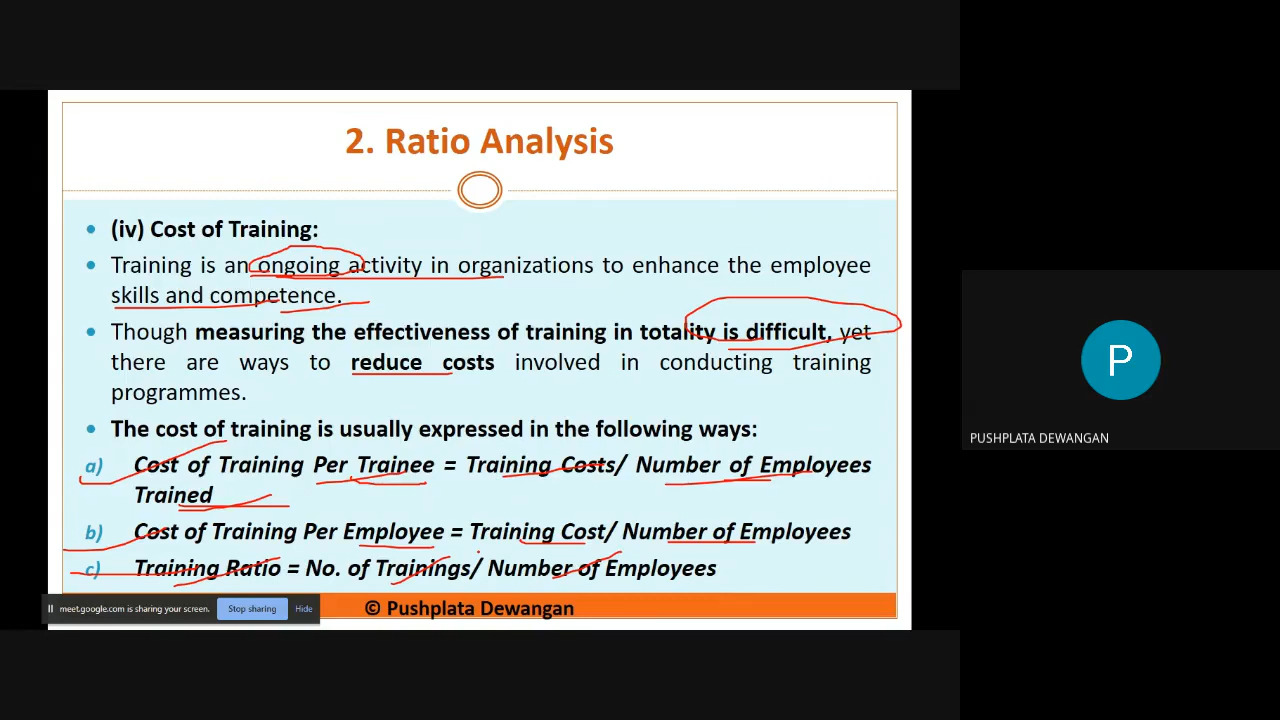 2. Ratio Analysis
• (iv) Cost of Training:
• Training is an ongoing activity in organizations to enhance the employee
skills and competence.
• Though measuring the effectiveness of training in totality is difficult, yet
there are ways to reduce costs involved in conducting training
programmes.
• The cost of training is usually expressed in the following ways:
a) Cost of Training Per Trainee = Training Costs/ Number of Employees
Trained
b) Cost of Training Per Employee = Training Cost/ Number of Employees
c) Training Ratio = No. of Trainings/ Number of Employees
meet.google.com is sharing your screen. Stop sharing Hide
© Pushplata Dewangan
P
PUSHPLATA DEWANGAN